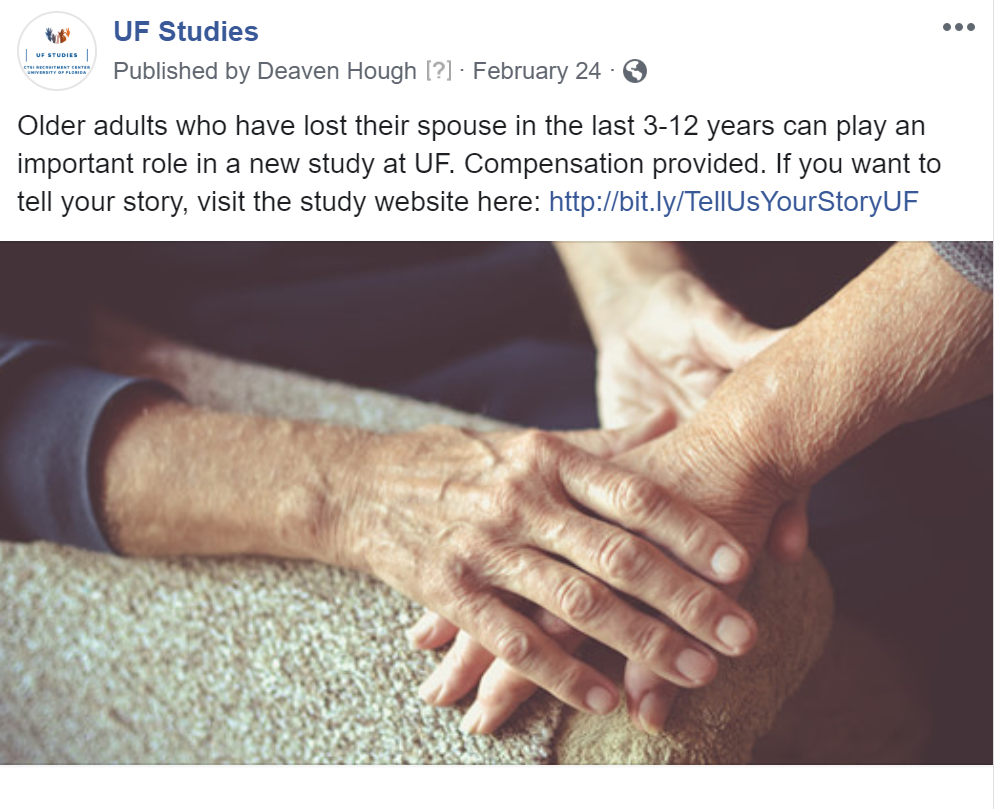 UF Studies
Published by Deaven Hough [?] · February 24 ·
Older adults who have lost their spouse in the last 3-12 years can play an
important role in a new study at UF. Compensation provided. If you want to
tell your story, visit the study website here: http://bit.ly/TellUsYourStoryUF
UF STUDIES
CTSI RECRUITMENT CENTER
UNIVERSITY OF FLORIDA